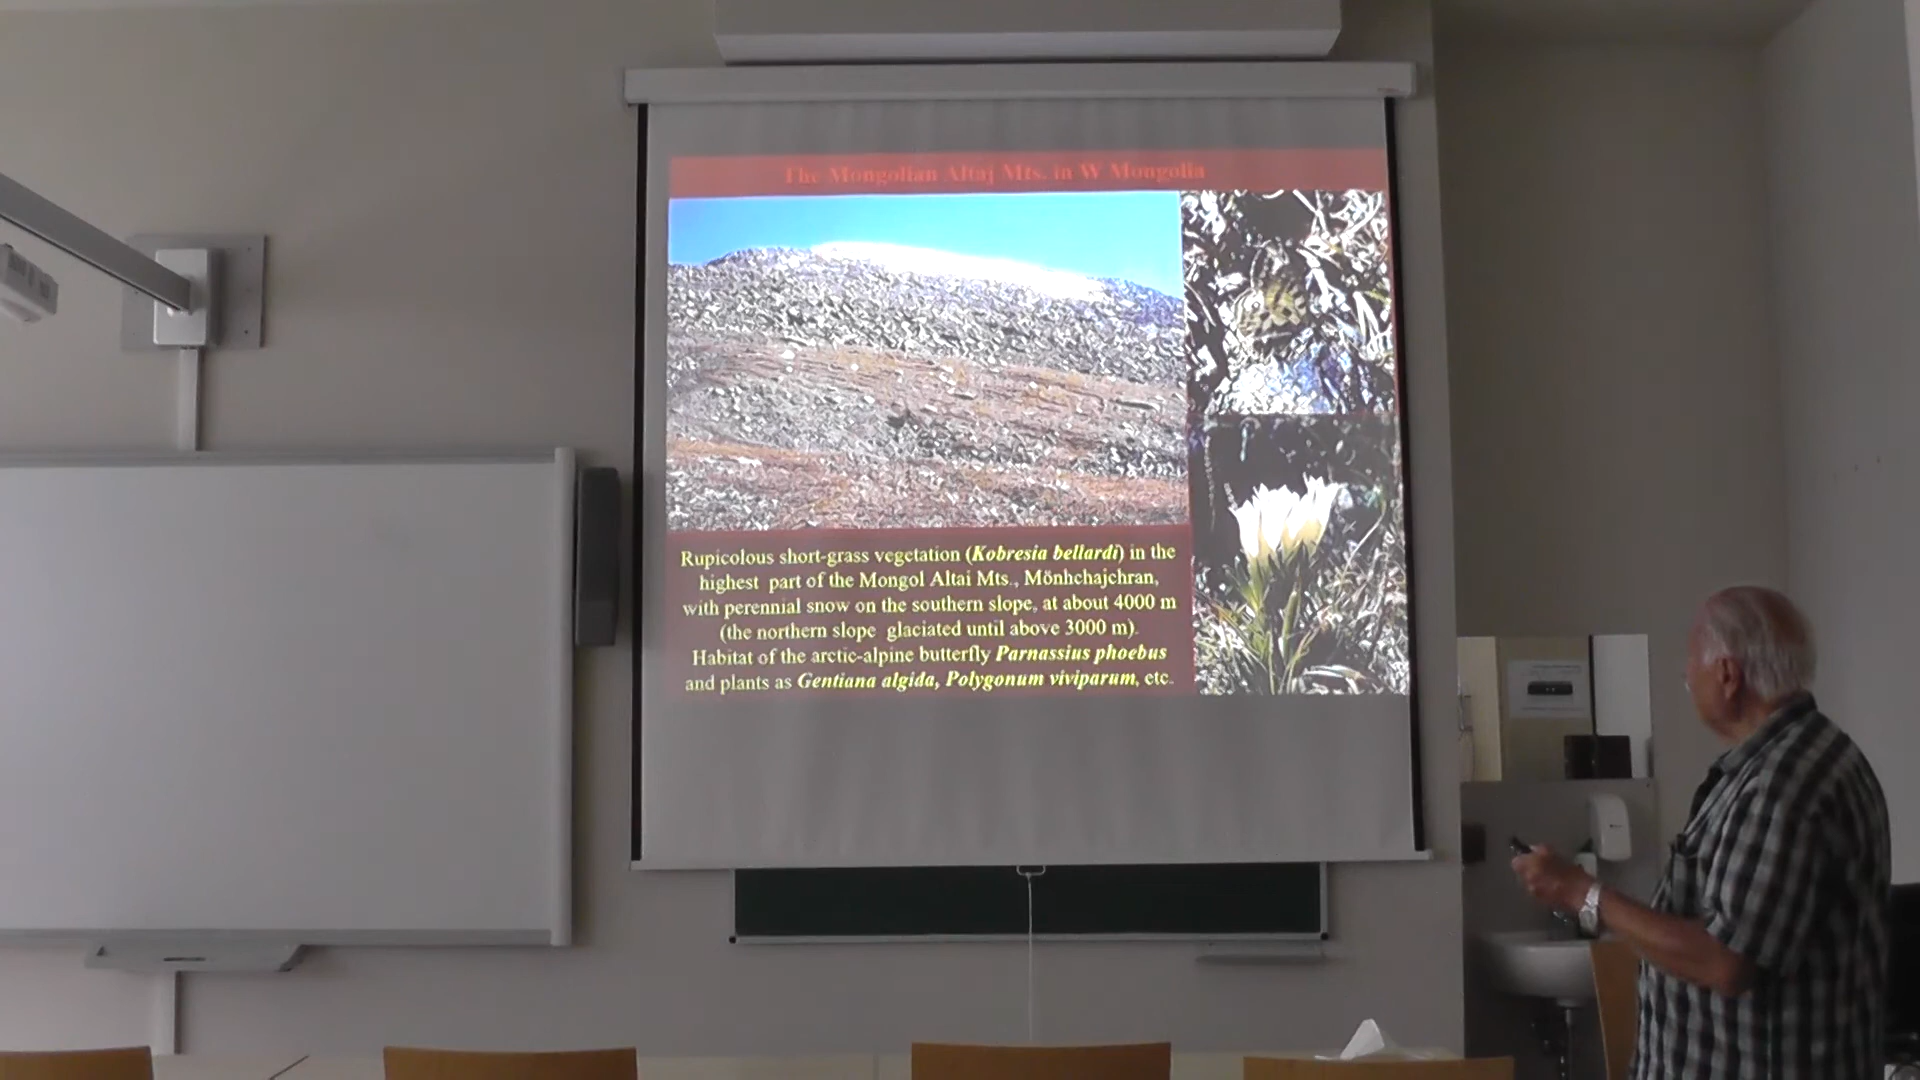 The Mongolian Altaj Mts. in W Mongolia
Rupicolous short-grass vegetation (Kobresia bellardi) in the
highest part of the Mongol Altai Mts., Mönhchajchran,
with perennial snow on the southern slope, at about 4000 m
(the northern slope glaciated until above 3000 m).
Habitat of the arctic-alpine butterfly Parnassius phoebus
and plants as Gentiana algida, Polygonum viviparum, etc.